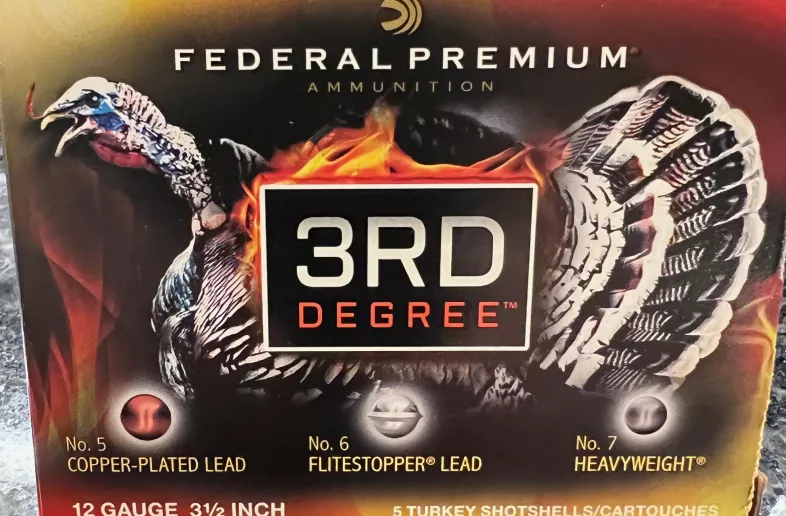 FEDERAL PREMIUM®
AMMUNITION
3RD
DEGREE™
No. 5
COPPER-PLATED LEAD
No. 6
FLITESTOPPER® LEAD
No. 7
HEAVYWEIGHT®
12 GAUGE 3½ INCH
5 TURKEY SHOTSHELLS/CARTOUCHES